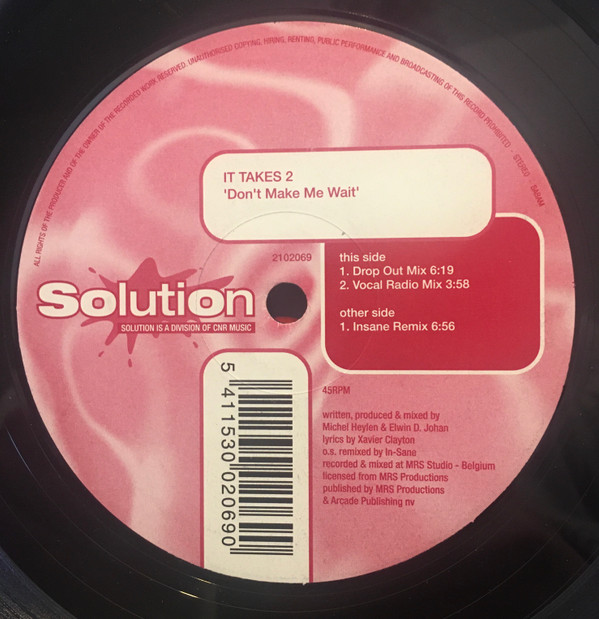 ALL RIGHTS OF THE PRODUCER AND OF THE OWNER OF THE RECORDED WORK RESERVED. UNAUTHORISED COPYING, HIRING, RENTING, PUBLIC PERFORMANCE AND BROADCASTING OF THIS RECORD PROHIBITED - STEREO - SABAM
IT TAKES 2
'Don't Make Me Wait'
2102069
this side
1. Drop Out Mix 6:19
2. Vocal Radio Mix 3:58
other side
1. Insane Remix 6:56
Solution
SOLUTION IS A DIVISION OF CNR MUSIC
5 411530 020690
45RPM
written, produced & mixed by
Michel Heylen & Elwin D. Johan
lyrics by Xavier Clayton
o.s. remixed by In-Sane
recorded & mixed at MRS Studio - Belgium
licensed from MRS Productions
published by MRS Productions
& Arcade Publishing nv